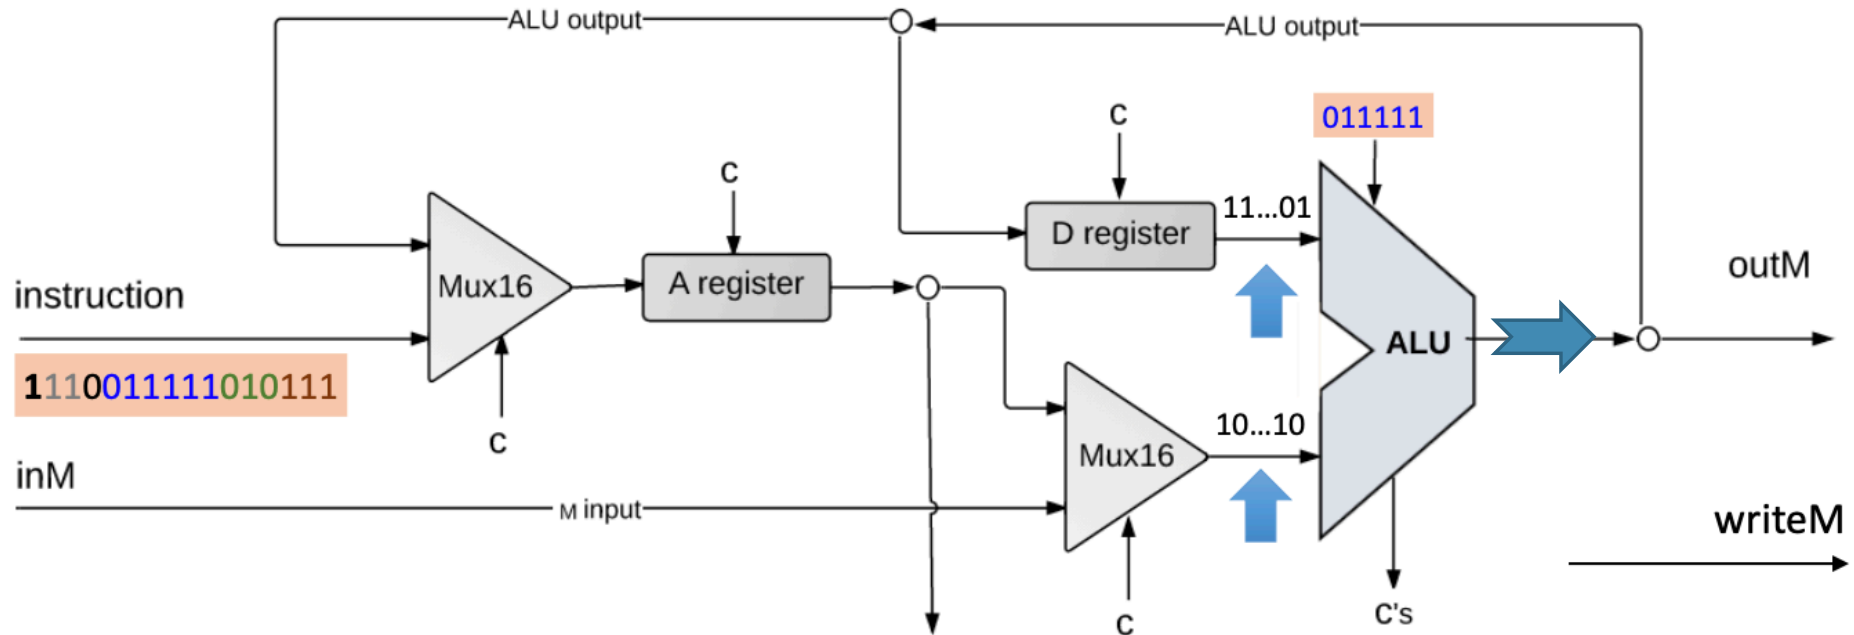 ALU output
ALU output
011111
c
c
11...01
D register
outM
instruction
Mux16
A register
ALU
1110011111010111
c
10...10
Mux16
inM
M input
writeM
c
c's